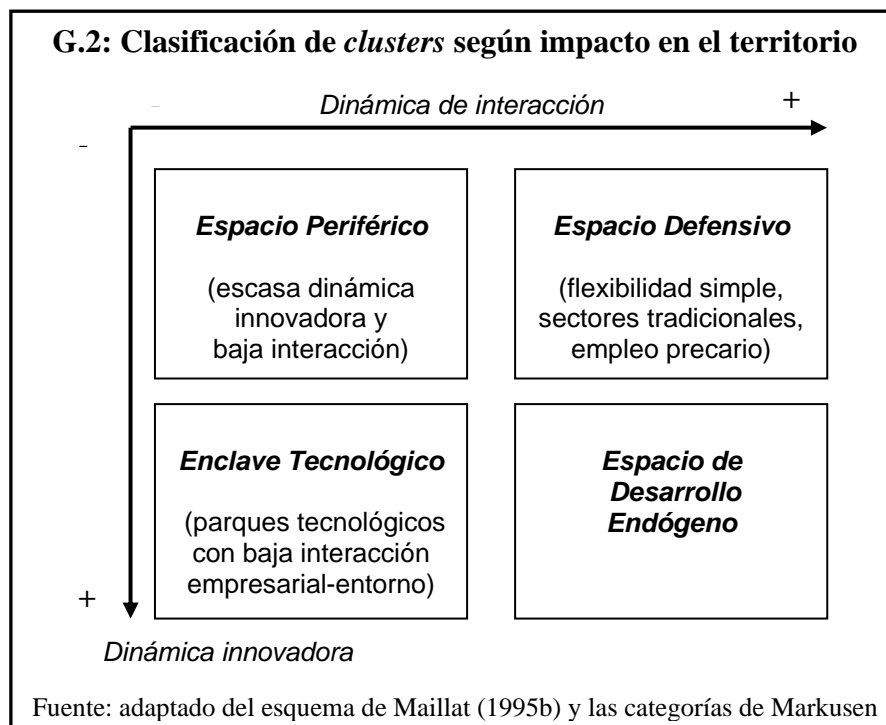 G.2: Clasificación de clusters según impacto en el territorio
-
Dinámica de interacción
+
-
Espacio Periférico
(escasa dinámica
innovadora y
baja interacción)
Espacio Defensivo
(flexibilidad simple,
sectores tradicionales,
empleo precario)
Enclave Tecnológico
(parques tecnológicos
con baja interacción
empresarial-entorno)
Espacio de
Desarrollo
Endógeno
+
Dinámica innovadora
Fuente: adaptado del esquema de Maillat (1995b) y las categorías de Markusen